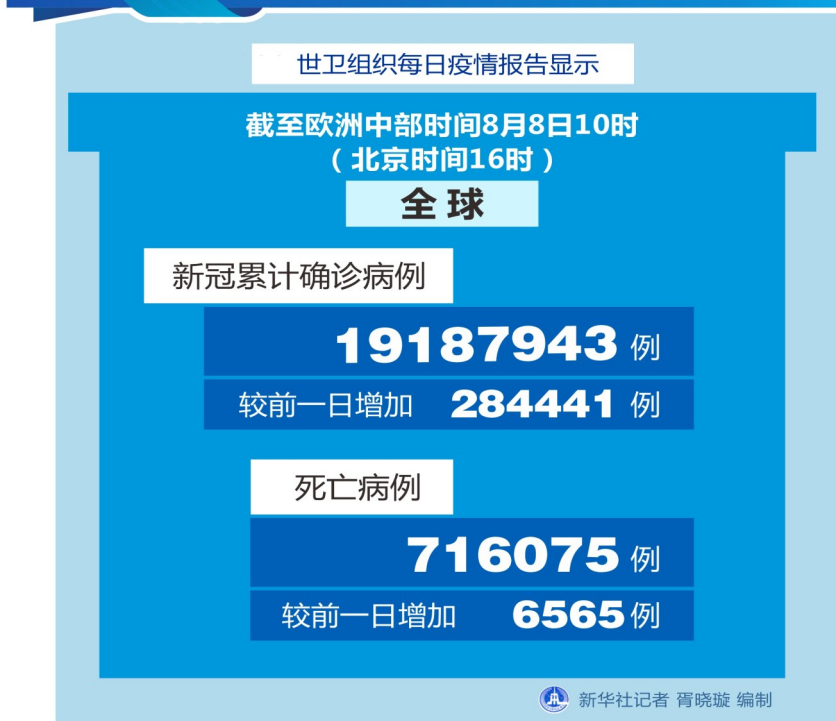 世卫组织每日疫情报告显示
截至欧洲中部时间8月8日10时
（北京时间16时）
全球
新冠累计确诊病例
19187943 例
较前一日增加 284441 例
死亡病例
716075 例
较前一日增加 6565 例
新华社记者 胥晓璇 编制